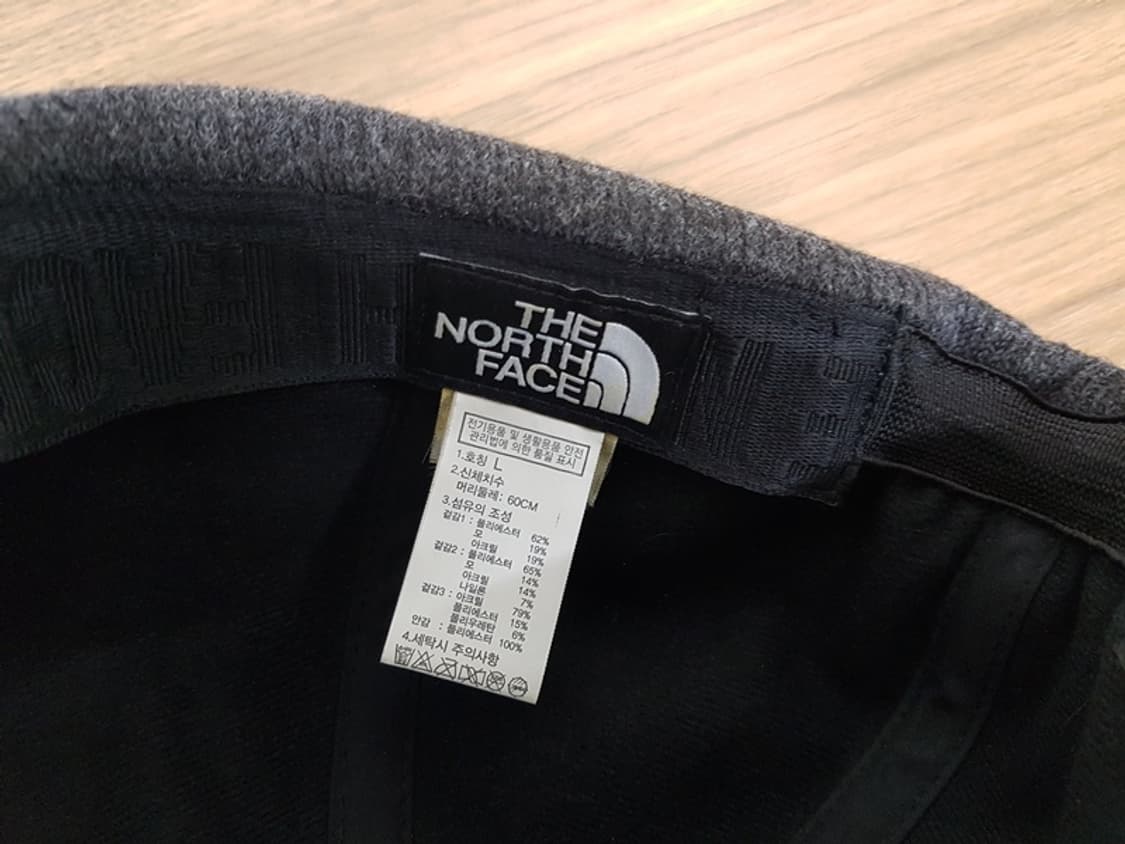 THE
NORTH
FACE
전기용품 및 생활용품 안전
관리법에 의한 품질 표시
1.호칭 L
2.신체치수
머리둘레: 60CM
3.섬유의 조성
겉감1 : 폴리에스터 62%
모 19%
아크릴 19%
겉감2 : 폴리에스터 65%
모 14%
아크릴 14%
나일론 7%
겉감3 : 아크릴 79%
폴리에스터 15%
폴리우레탄 6%
안감 : 폴리에스터 100%
4.세탁시 주의사항